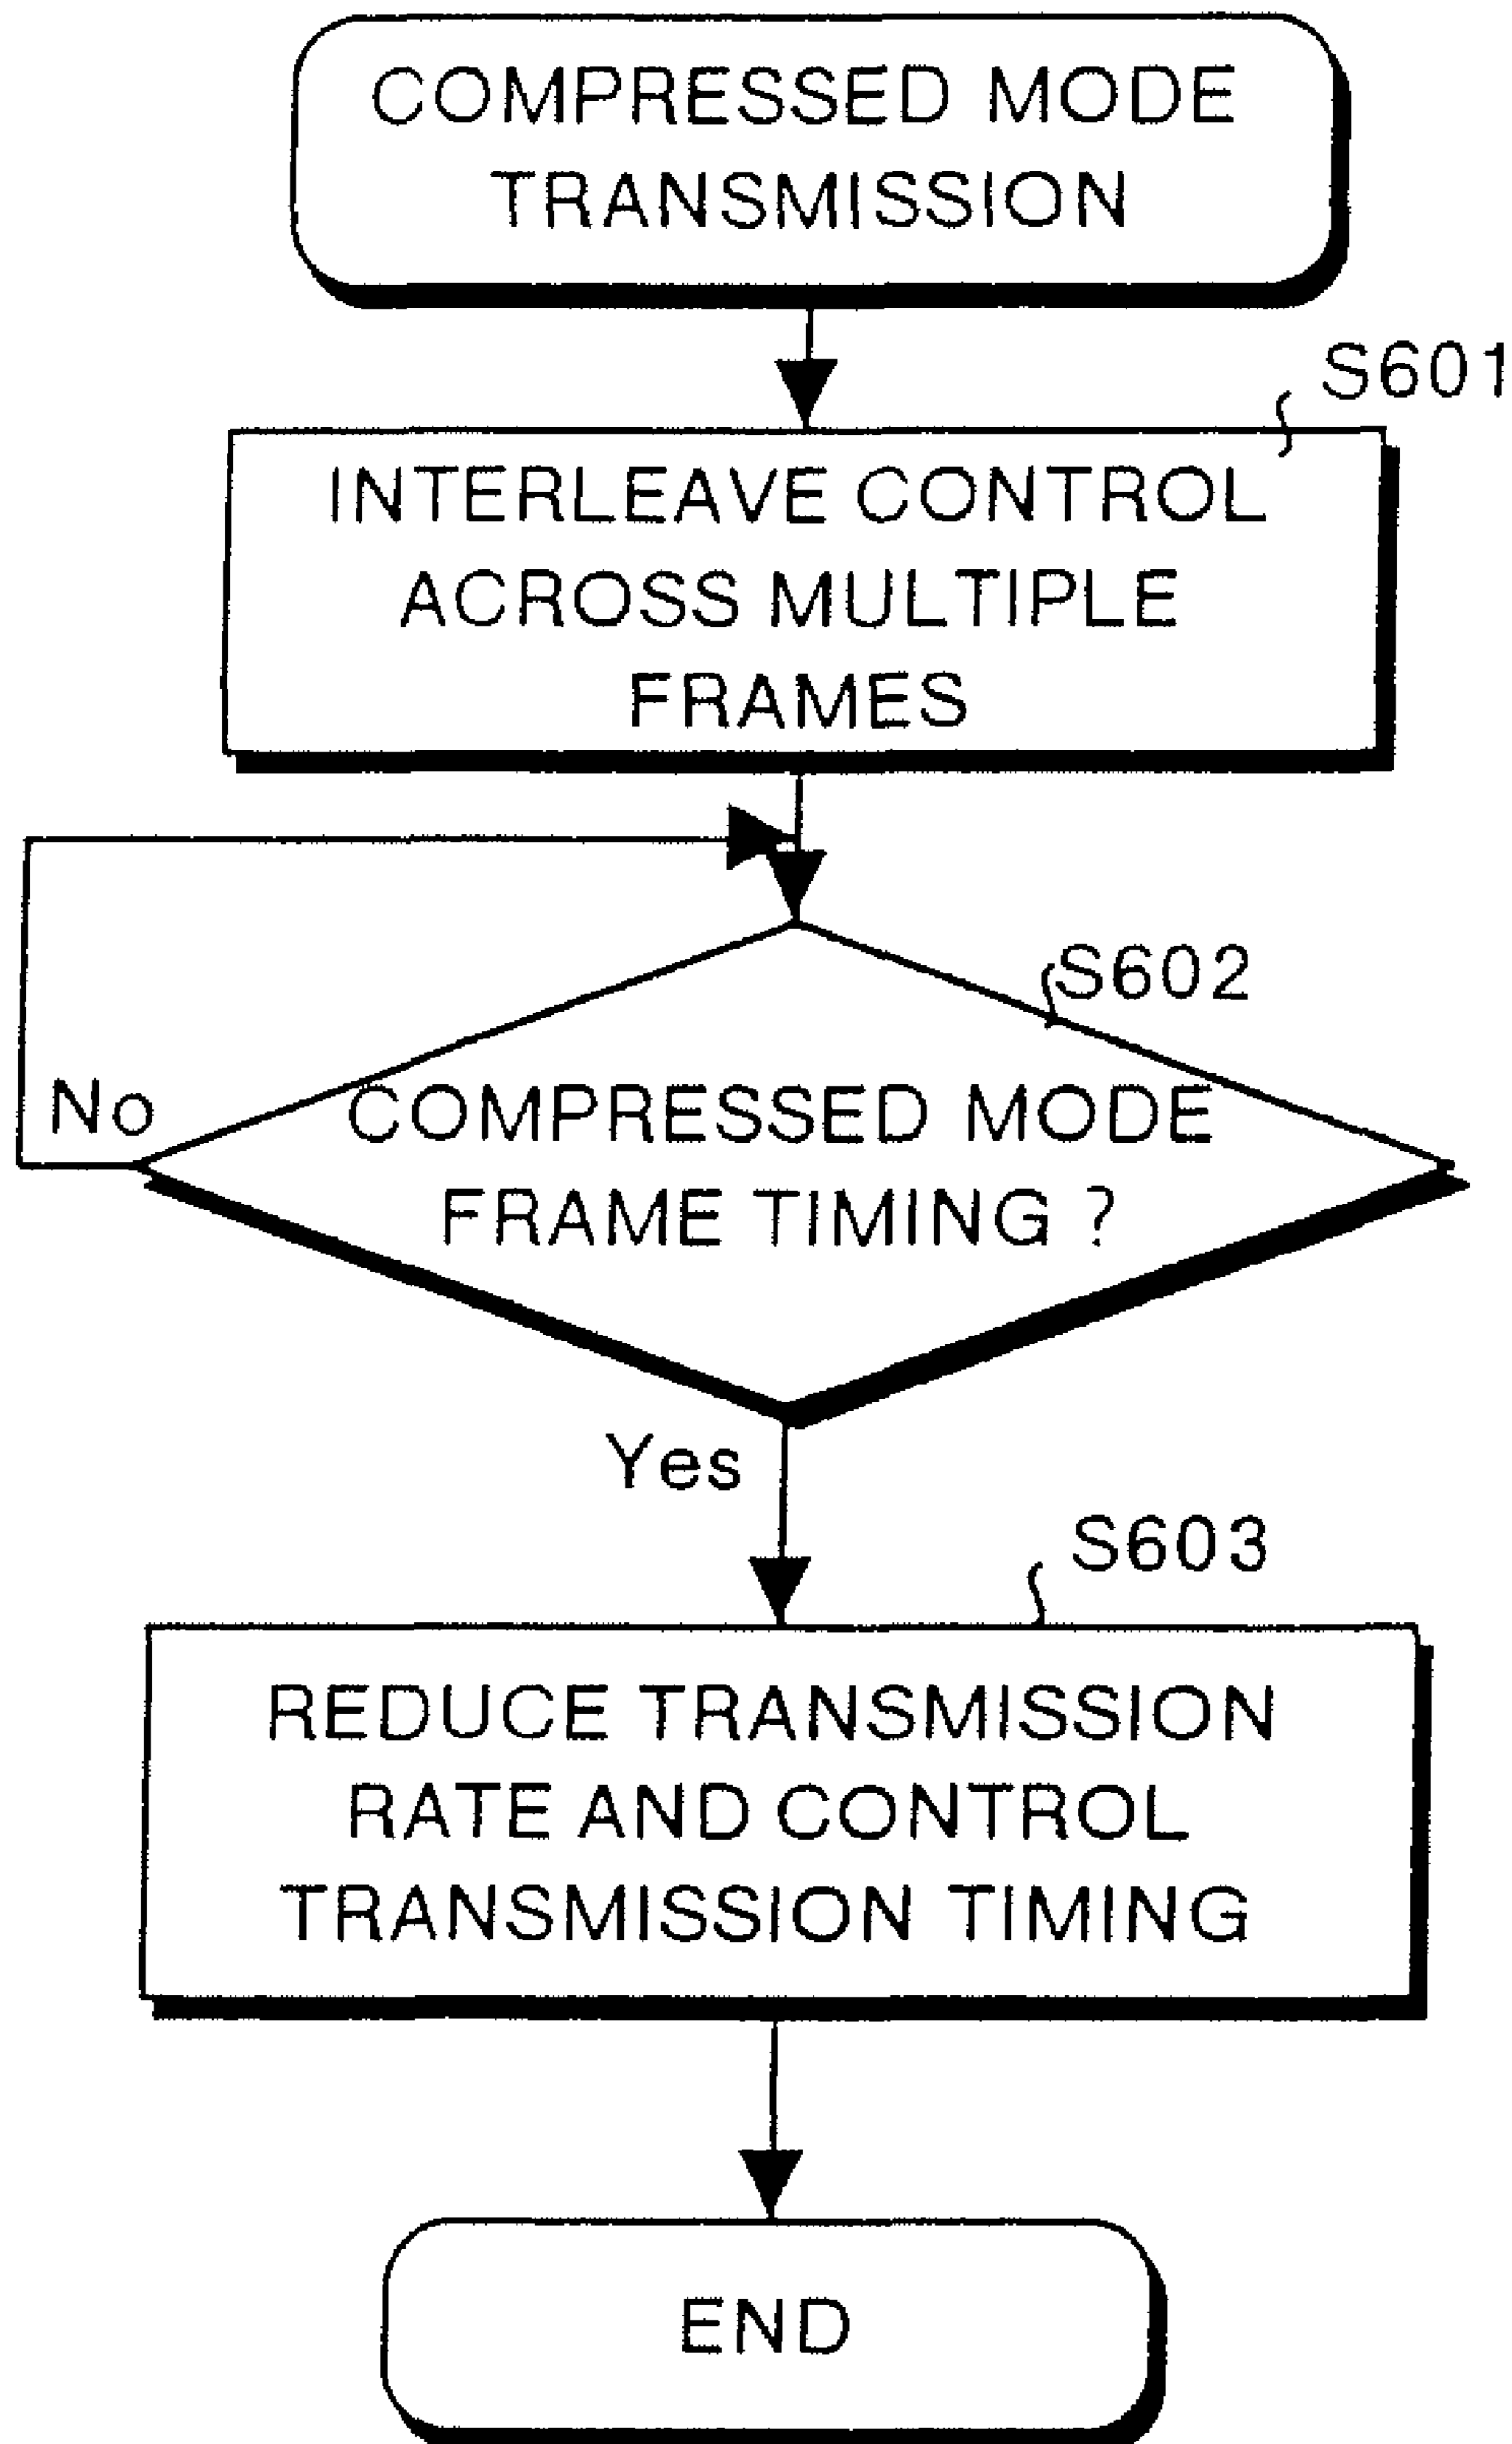 COMPRESSED MODE
TRANSMISSION
S601
INTERLEAVE CONTROL
ACROSS MULTIPLE
FRAMES
S602
No
COMPRESSED MODE
FRAME TIMING ?
Yes
S603
REDUCE TRANSMISSION
RATE AND CONTROL
TRANSMISSION TIMING
END